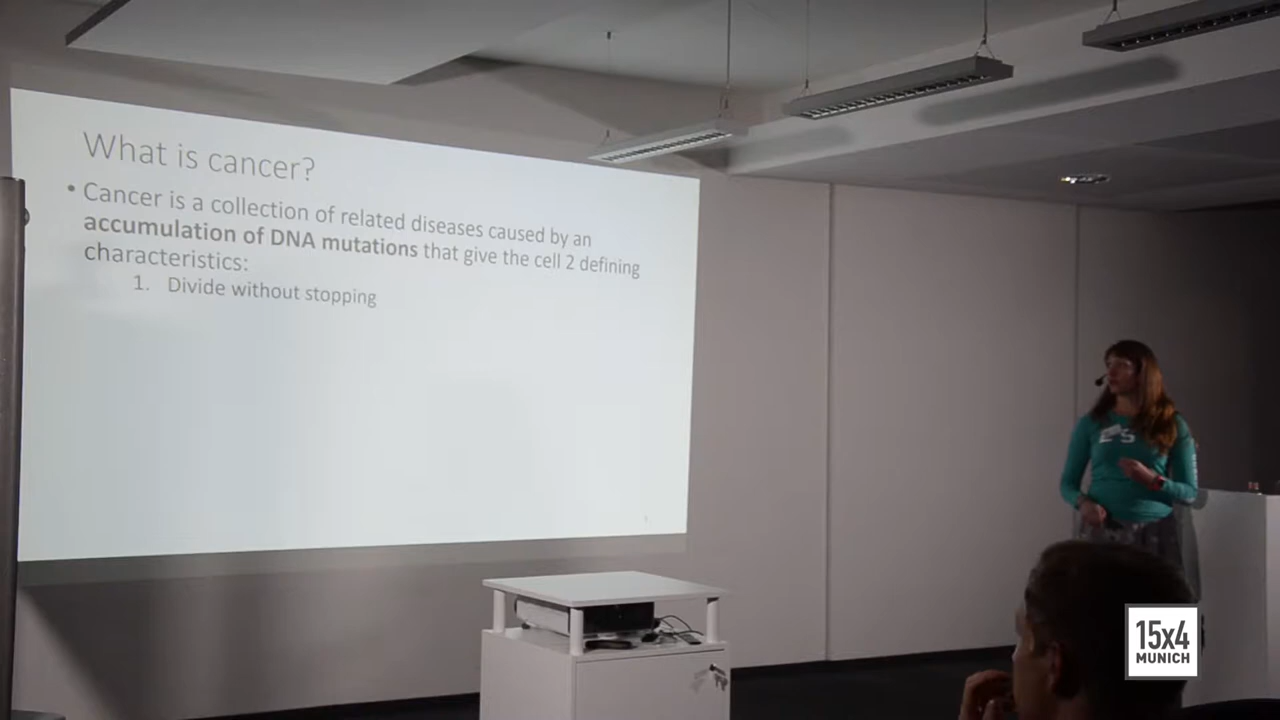 What is cancer?
• Cancer is a collection of related diseases caused by an
accumulation of DNA mutations that give the cell 2 defining
characteristics:
1. Divide without stopping
15x4
MUNICH